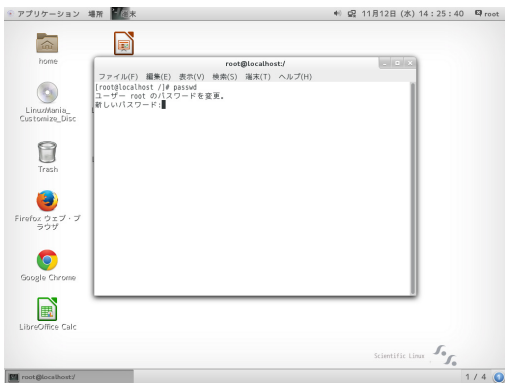 アプリケーション 場所 端末
11月12日 (水) 14：25：40 root
home
LinuxMania_
Customize_Disc
Trash
Firefox ウェブ・ブ
ラウザ
Google Chrome
LibreOffice Calc
root@localhost:/
ファイル(F) 編集(E) 表示(V) 検索(S) 端末(T) ヘルプ(H)
[root@localhost /]# passwd
ユーザー root のパスワードを変更。
新しいパスワード:
Scientific Linux
root@localhost:/
1 / 4